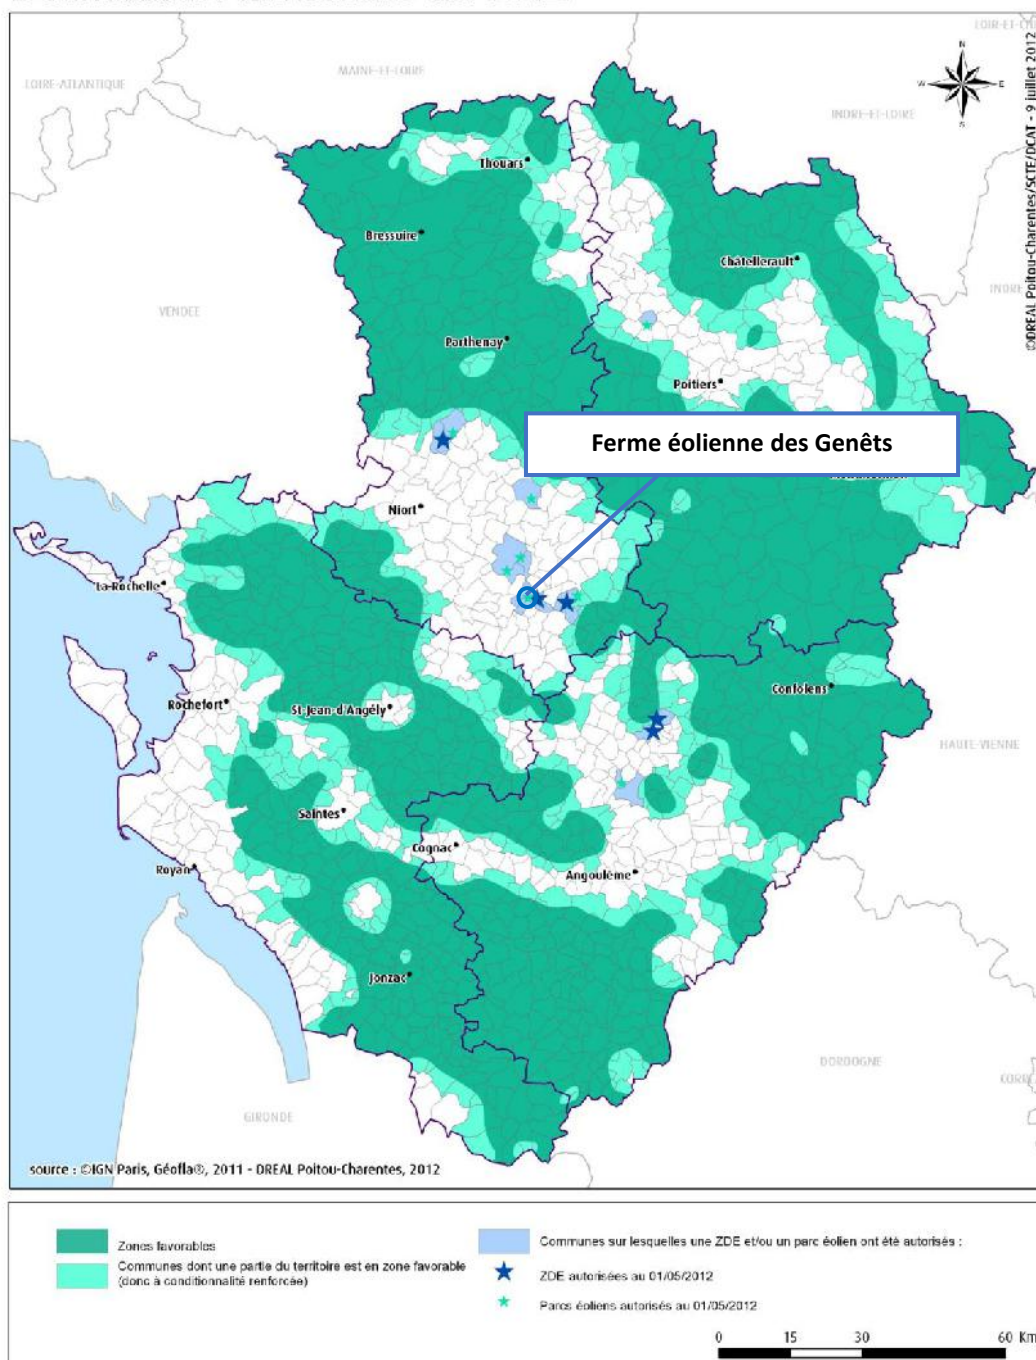 LOIR-ET-CH
MAINE-ET-LOIRE
LOIRE-ATLANTIQUE
INDRE-ET-LOIRE
N
W
E
S
©DREAL Poitou-Charentes/SCTE/DCAT - 9 juillet 2012
Thouars
Bressuire
Châtellerault
INDRE
VENDEE
Parthenay
Poitiers
Ferme éolienne des Genêts
Niort
La-Rochelle
Confolens
Rochefort
St-Jean-d'Angély
HAUTE-VIENNE
Saintes
Cognac
Royan
Angoulême
Jonzac
DORDOGNE
CORRE
GIRONDE
source : ©IGN Paris, Géofla®, 2011 - DREAL Poitou-Charentes, 2012
Zones favorables
Communes dont une partie du territoire est en zone favorable
(donc à conditionnalité renforcée)
Communes sur lesquelles une ZDE et/ou un parc éolien ont été autorisés :
ZDE autorisées au 01/05/2012
Parcs éoliens autorisés au 01/05/2012
0 15 30 60 Km